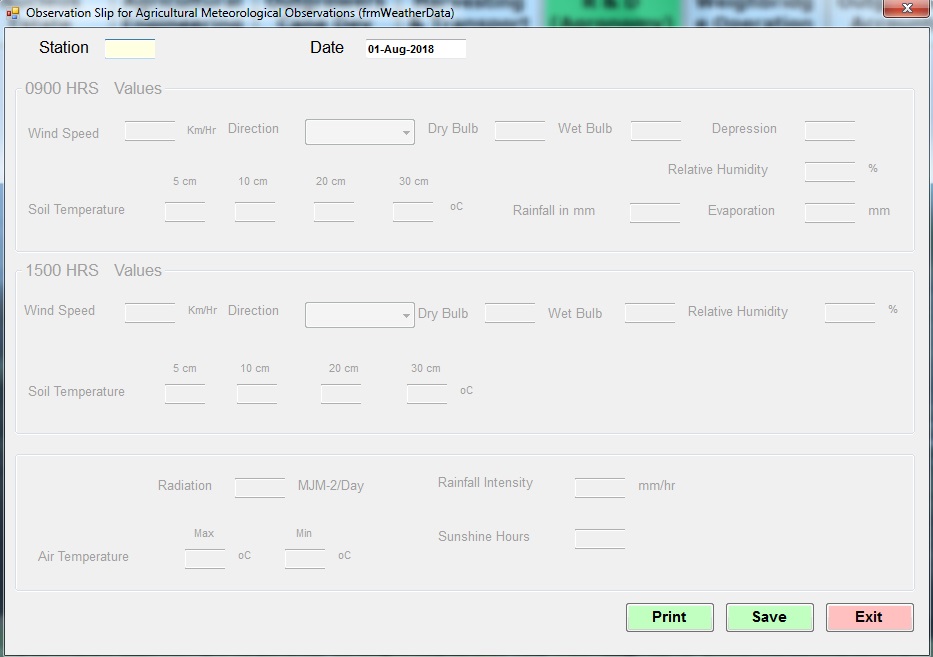 Observation Slip for Agricultural Meteorological Observations (frmWeatherData)
Station Date 01-Aug-2018
0900 HRS Values
Wind Speed Km/Hr Direction Dry Bulb Wet Bulb Depression
Relative Humidity %
5 cm 10 cm 20 cm 30 cm
Soil Temperature oC Rainfall in mm Evaporation mm
1500 HRS Values
Wind Speed Km/Hr Direction Dry Bulb Wet Bulb Relative Humidity %
5 cm 10 cm 20 cm 30 cm
Soil Temperature oC
Radiation MJM-2/Day Rainfall Intensity mm/hr
Max Min Sunshine Hours
Air Temperature oC oC
Print Save Exit